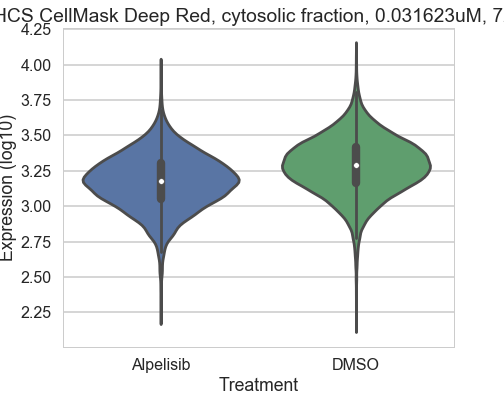 HCS CellMask Deep Red, cytosolic fraction, 0.031623uM, 7
4.25
4.00
3.75
3.50
3.25
3.00
2.75
2.50
2.25
Expression (log10)
Alpelisib DMSO
Treatment